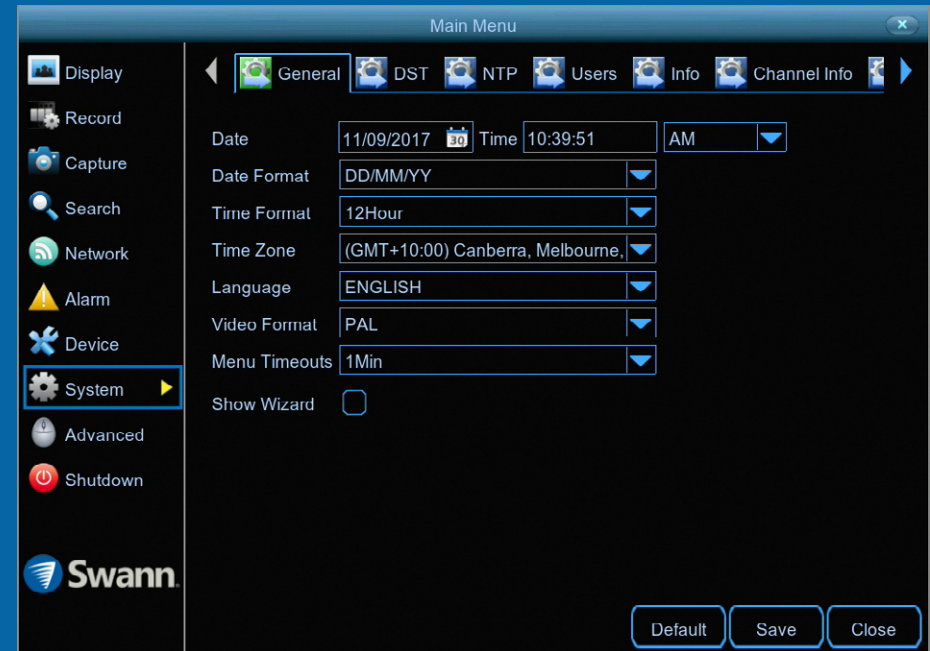 Main Menu
Display
Record
Capture
Search
Network
Alarm
Device
System
Advanced
Shutdown
Swann
General DST NTP Users Info Channel Info
Date 11/09/2017 30 Time 10:39:51 AM
Date Format DD/MM/YY
Time Format 12Hour
Time Zone (GMT+10:00) Canberra, Melbourne,
Language ENGLISH
Video Format PAL
Menu Timeouts 1Min
Show Wizard
Default Save Close